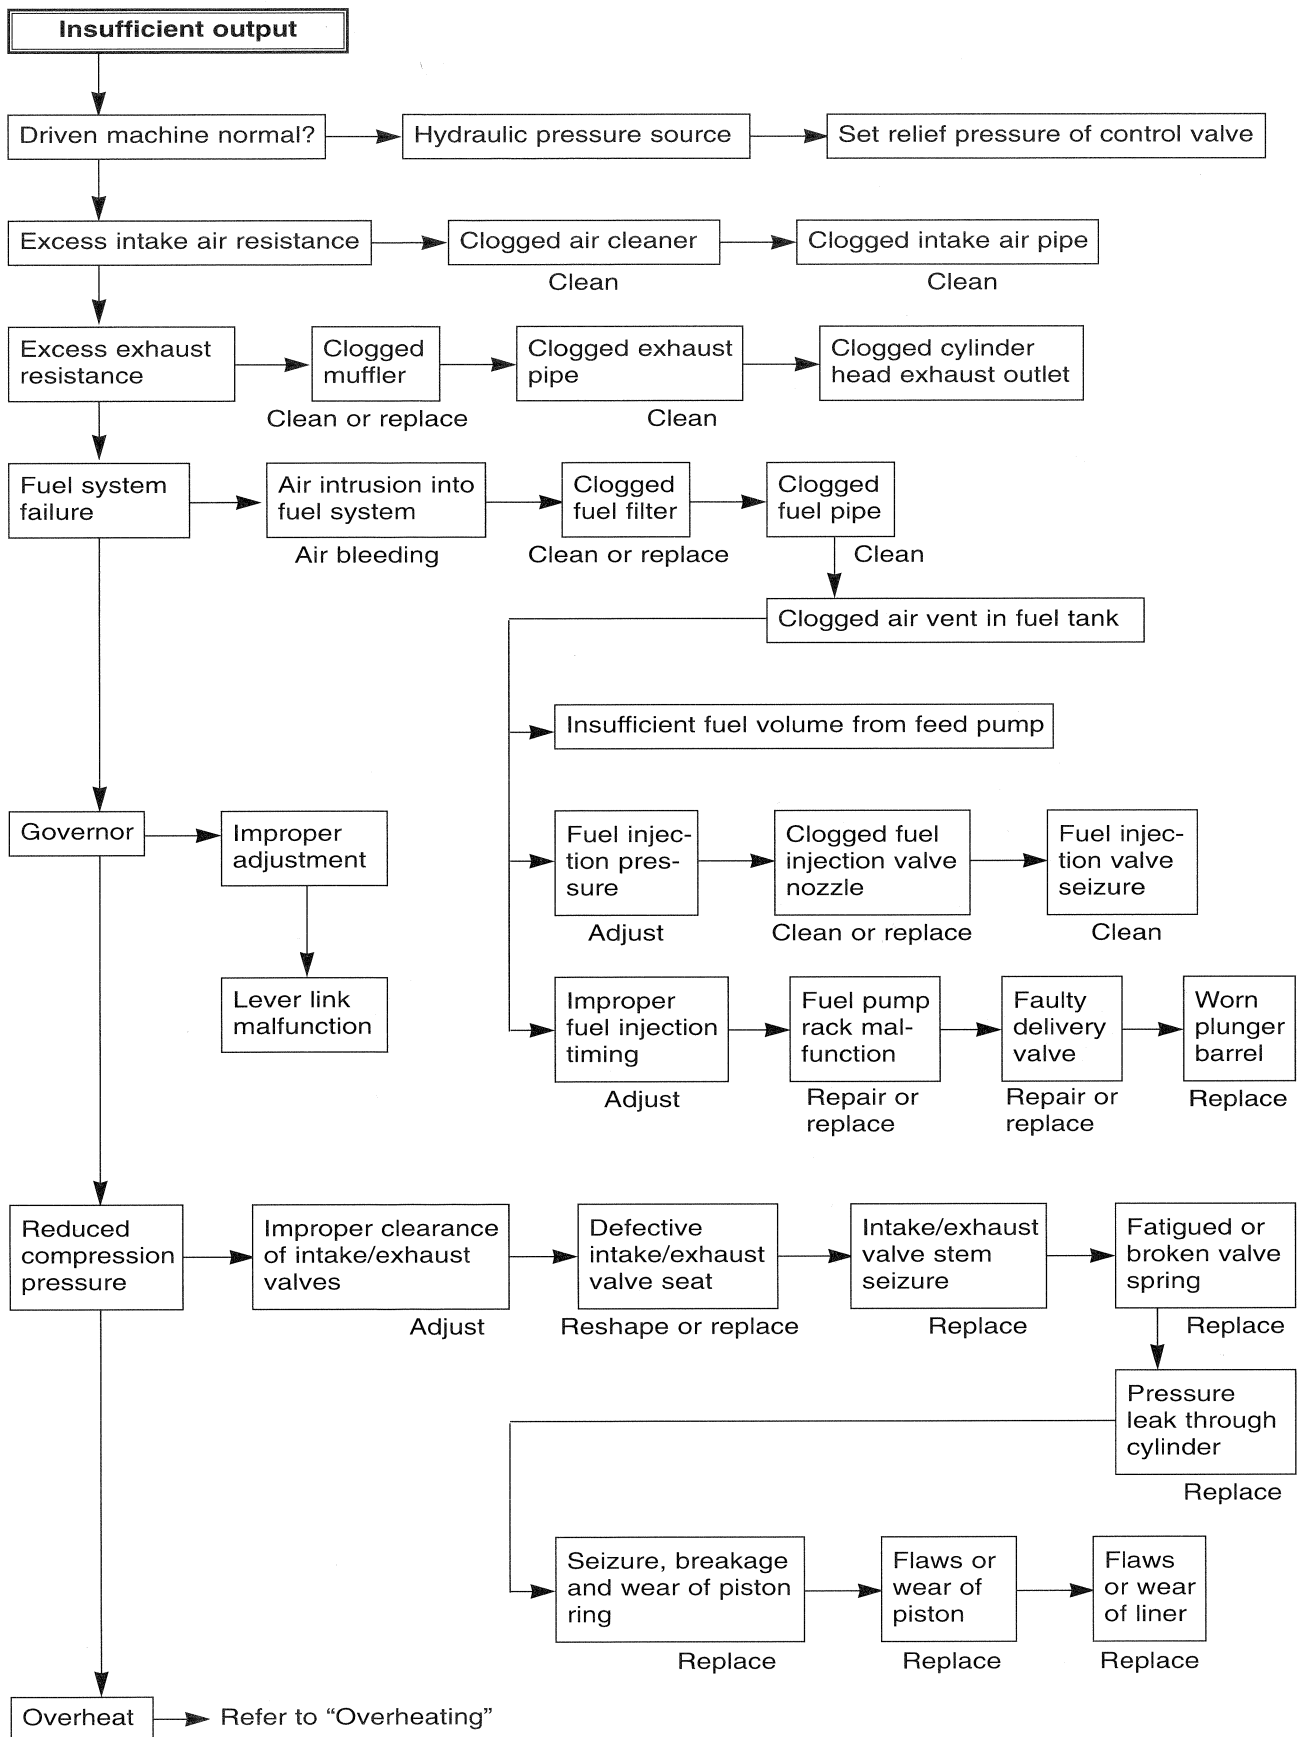 Insufficient output
Driven machine normal?
Hydraulic pressure source
Set relief pressure of control valve
Excess intake air resistance
Clogged air cleaner
Clogged intake air pipe
Clean
Clean
Excess exhaust
resistance
Clogged
muffler
Clogged exhaust
pipe
Clogged cylinder
head exhaust outlet
Clean or replace
Clean
Fuel system
failure
Air intrusion into
fuel system
Clogged
fuel filter
Clogged
fuel pipe
Air bleeding
Clean or replace
Clean
Clogged air vent in fuel tank
Insufficient fuel volume from feed pump
Governor
Improper
adjustment
Fuel injec-
tion pres-
sure
Clogged fuel
injection valve
nozzle
Fuel injec-
tion valve
seizure
Adjust
Clean or replace
Clean
Lever link
malfunction
Improper
fuel injection
timing
Fuel pump
rack mal-
function
Faulty
delivery
valve
Worn
plunger
barrel
Adjust
Repair or
replace
Repair or
replace
Replace
Reduced
compression
pressure
Improper clearance
of intake/exhaust
valves
Defective
intake/exhaust
valve seat
Intake/exhaust
valve stem
seizure
Fatigued or
broken valve
spring
Adjust
Reshape or replace
Replace
Replace
Pressure
leak through
cylinder
Replace
Seizure, breakage
and wear of piston
ring
Flaws or
wear of
piston
Flaws
or wear
of liner
Replace
Replace
Replace
Overheat
Refer to “Overheating”